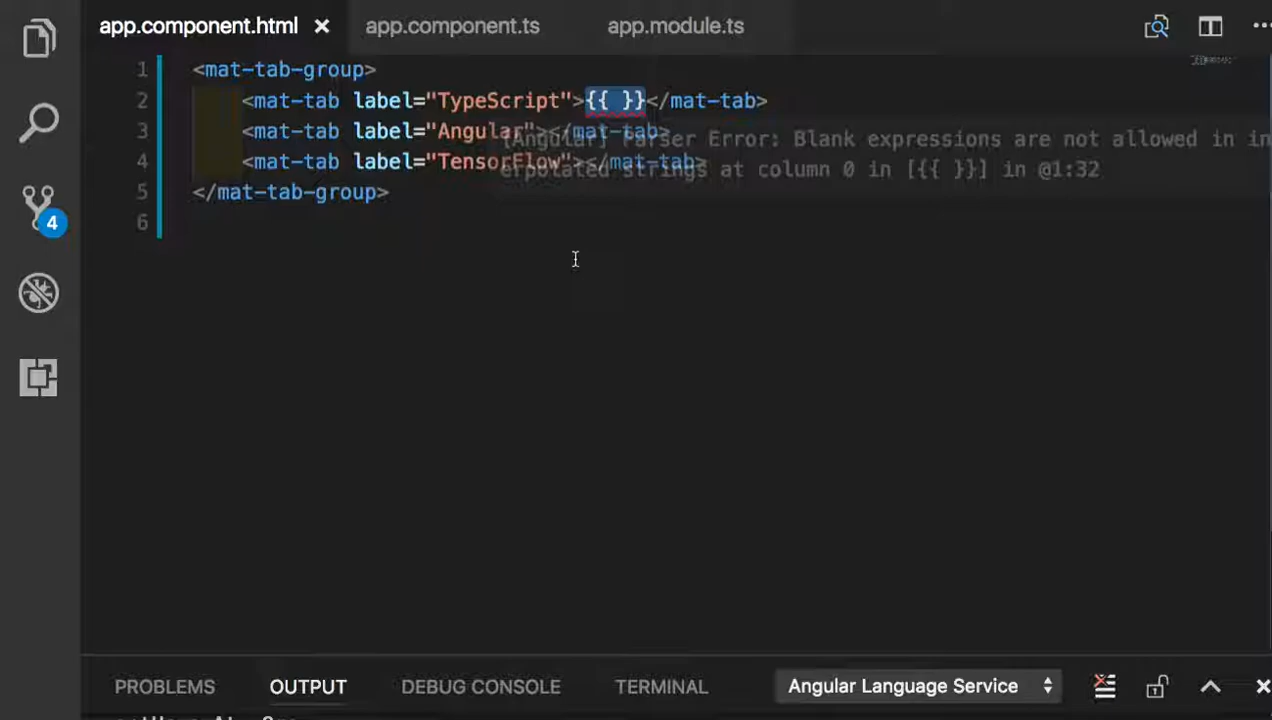 app.component.html
app.component.ts
app.module.ts
1 <mat-tab-group>
2 <mat-tab label="TypeScript">{{ }}</mat-tab>
3 <mat-tab label="Angular"></mat-tab>
4 <mat-tab label="TensorFlow"></mat-tab>
5 </mat-tab-group>
6
[Angular] Parser Error: Blank expressions are not allowed in in
erpolated strings at column 0 in [{{ }}] in @1:32
4
PROBLEMS OUTPUT DEBUG CONSOLE TERMINAL Angular Language Service